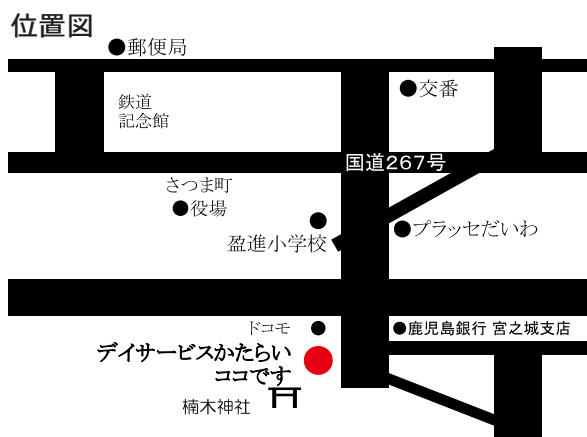 位置図
郵便局
交番
鉄道
記念館
国道267号
さつま町
役場
盈進小学校
プラッセだいわ
ドコモ
鹿児島銀行 宮之城支店
デイサービスかたらい
ココです
楠木神社